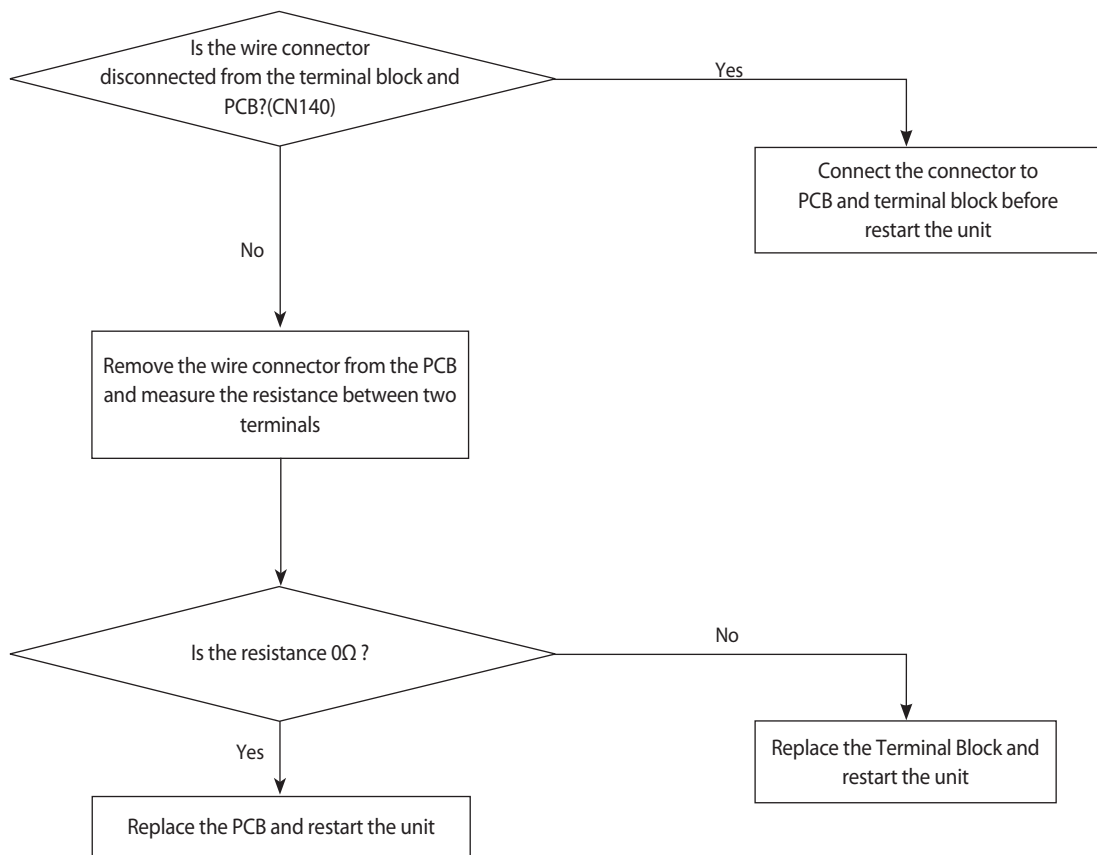 Is the wire connector
disconnected from the terminal block and
PCB?(CN140)
Yes
Connect the connector to
PCB and terminal block before
restart the unit
No
Remove the wire connector from the PCB
and measure the resistance between two
terminals
Is the resistance 0Ω ?
No
Yes
Replace the Terminal Block and
restart the unit
Replace the PCB and restart the unit